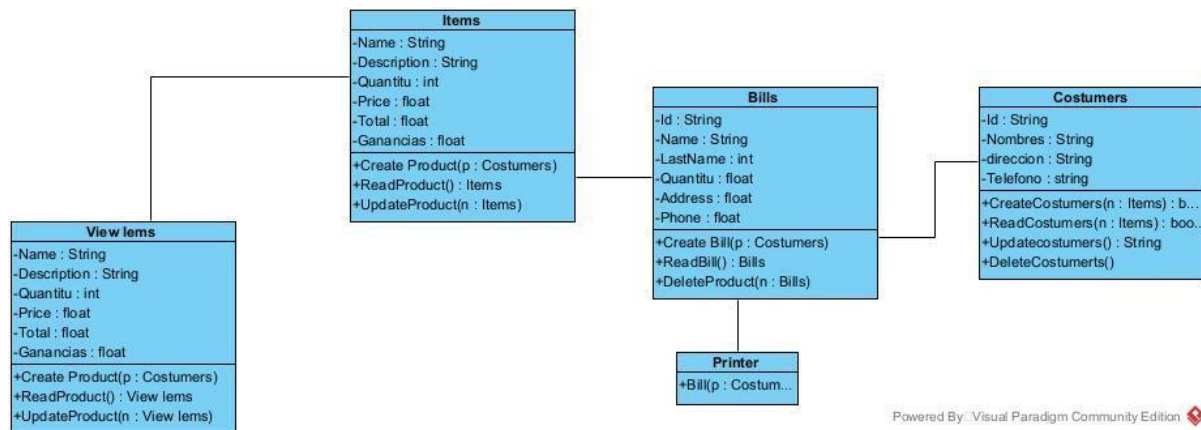 Items
-Name : String
-Description : String
-Quantitu : int
-Price : float
-Total : float
-Ganancias : float
+Create Product(p : Costumers)
+ReadProduct() : Items
+UpdateProduct(n : Items)
Bills
-Id : String
-Name : String
-LastName : int
-Quantitu : float
-Address : float
-Phone : float
+Create Bill(p : Costumers)
+ReadBill() : Bills
+DeleteProduct(n : Bills)
Costumers
-Id : String
-Nombres : String
-direccion : String
-Telefono : string
+CreateCostumers(n : Items) : b...
+ReadCostumers(n : Items) : boo...
+Updatecostumers() : String
+DeleteCostumerts()
View Iems
-Name : String
-Description : String
-Quantitu : int
-Price : float
-Total : float
-Ganancias : float
+Create Product(p : Costumers)
+ReadProduct() : View Iems
+UpdateProduct(n : View Iems)
Printer
+Bill(p : Costum...
Powered By Visual Paradigm Community Edition